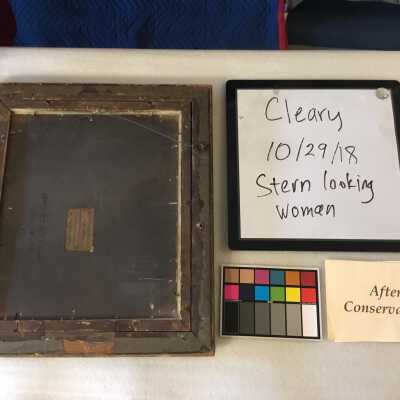 Cleary
10/29/18
Stern looking
woman
After
Conserva